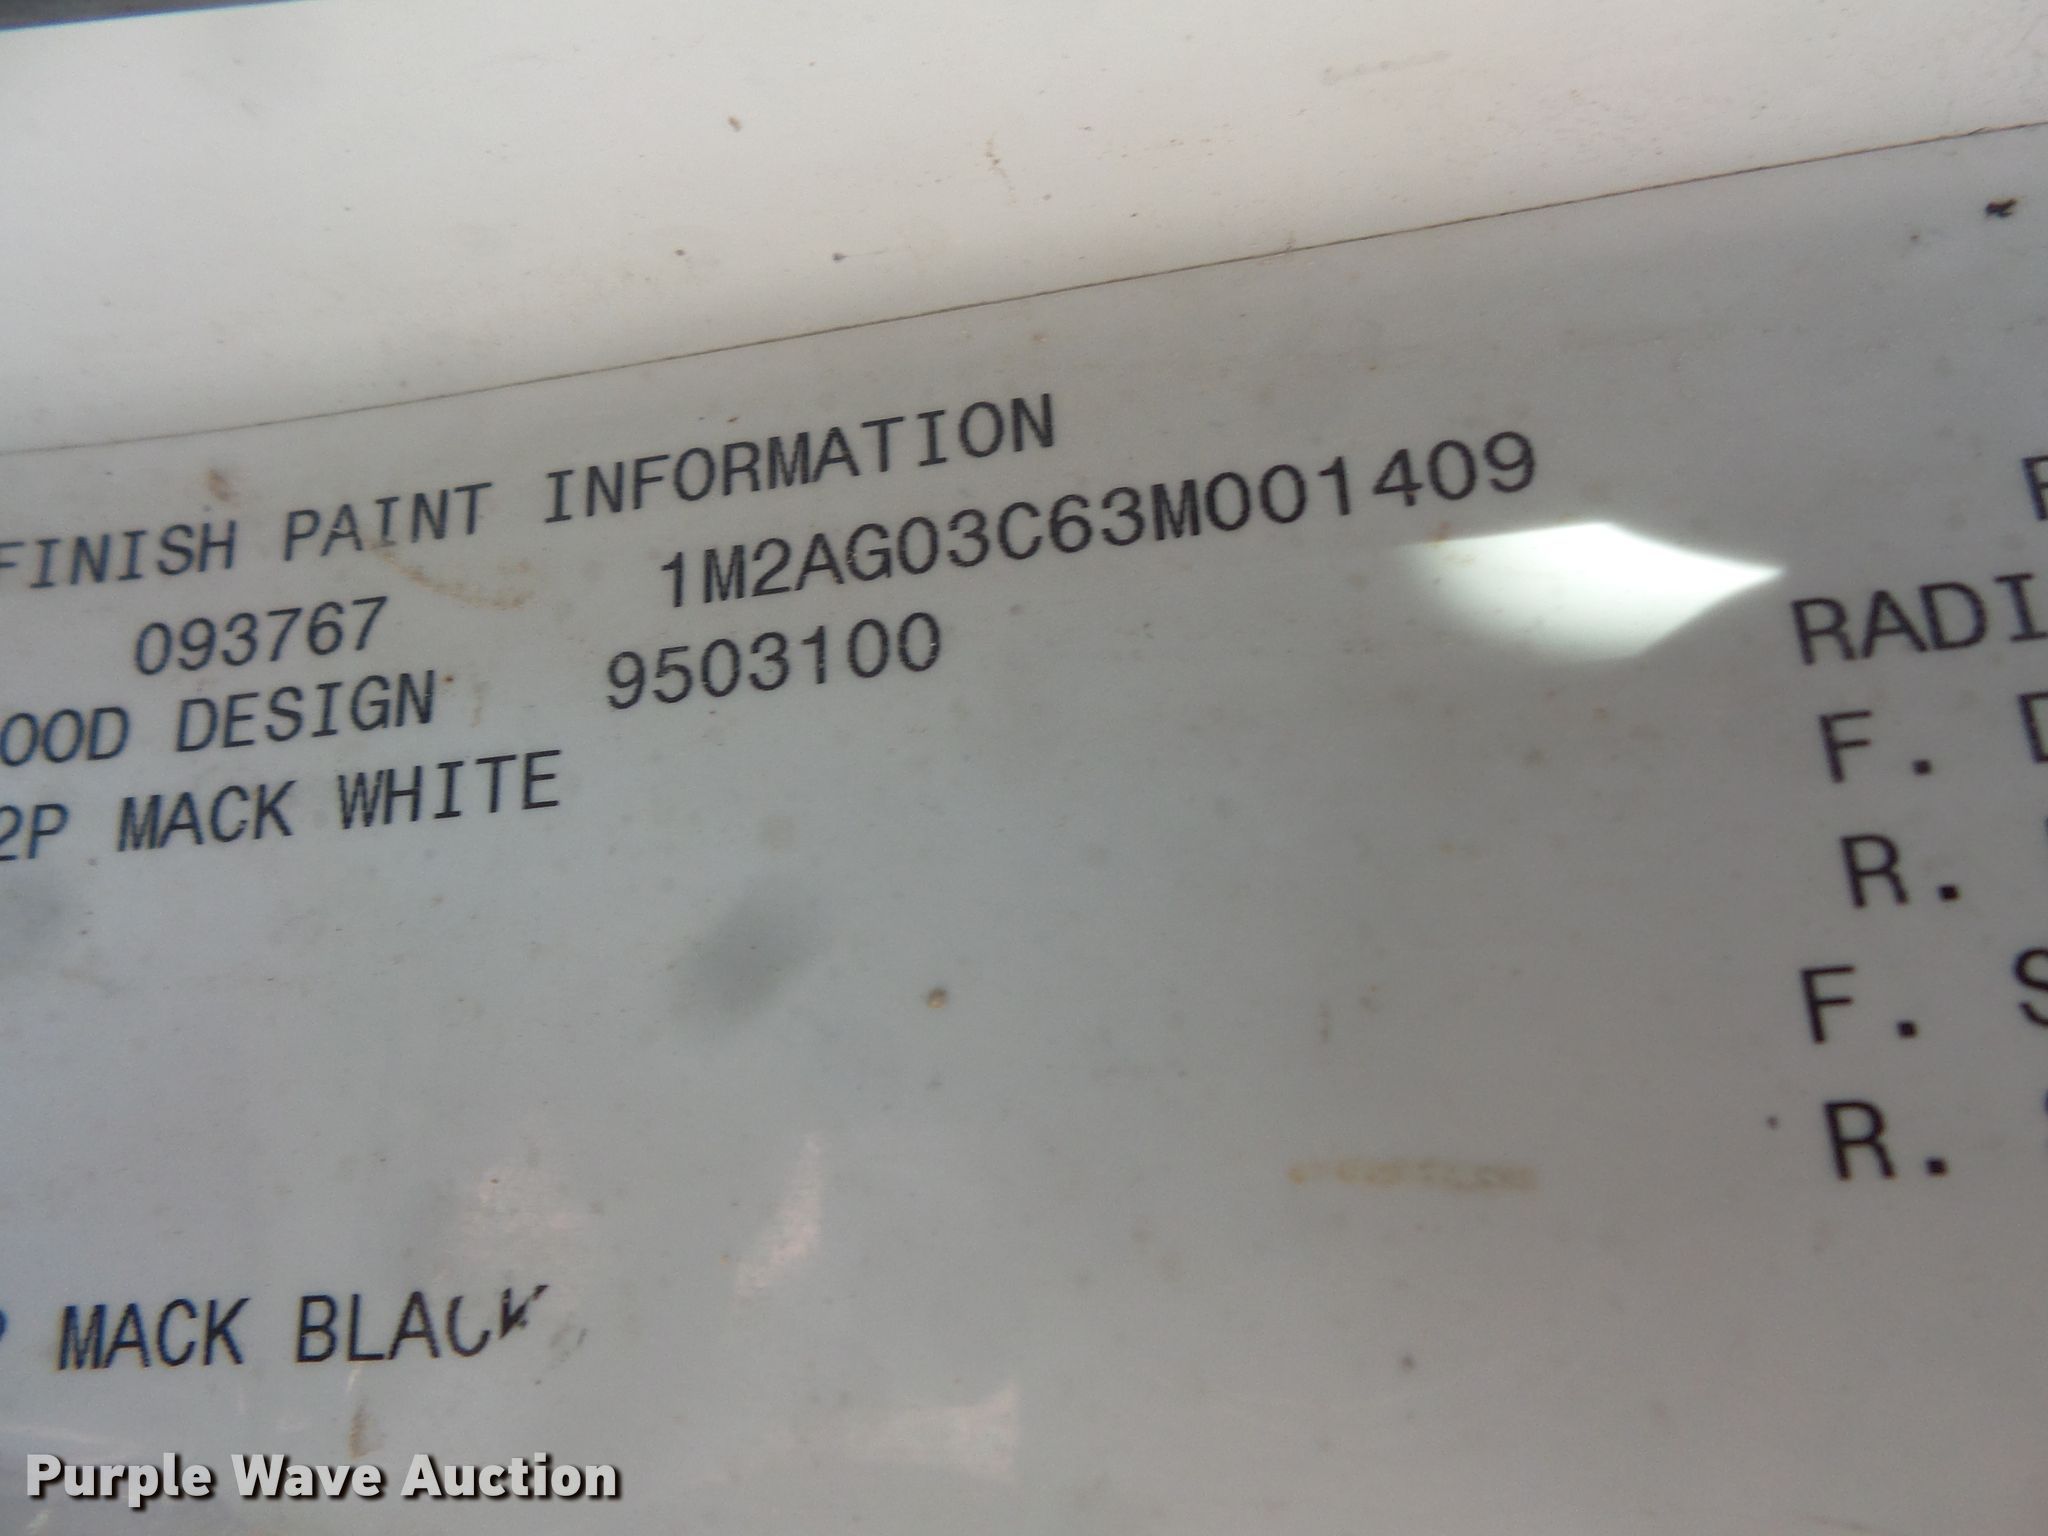 FINISH PAINT INFORMATION
093767 1M2AG03C63M001409
OOD DESIGN 9503100
2P MACK WHITE
RADI
F. D
R.
F. S
R.
MACK BLACK
Purple Wave Auction